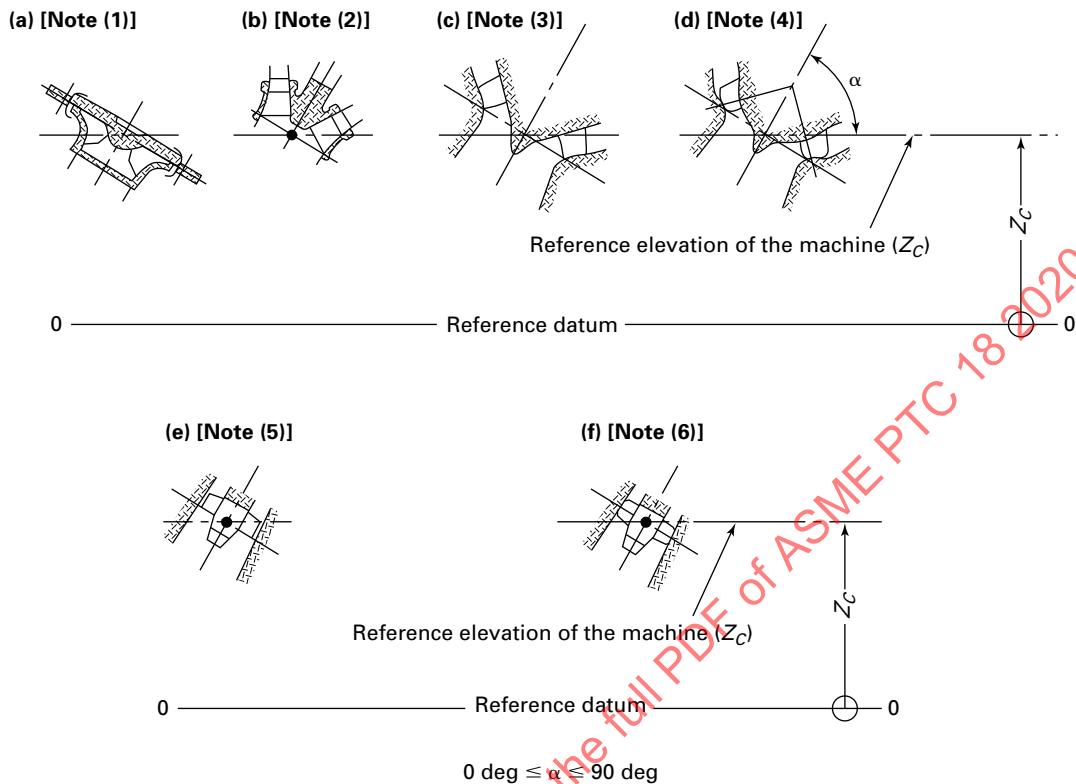 (a) [Note (1)] (b) [Note (2)] (c) [Note (3)] (d) [Note (4)]
α
Z_C
Reference elevation of the machine (Z_C)
0 Reference datum 0
(e) [Note (5)] (f) [Note (6)]
Z_C
Reference elevation of the machine (Z_C)
0 Reference datum 0
0 deg ≤ α ≤ 90 deg
the full PDF of ASME PTC 18 2020